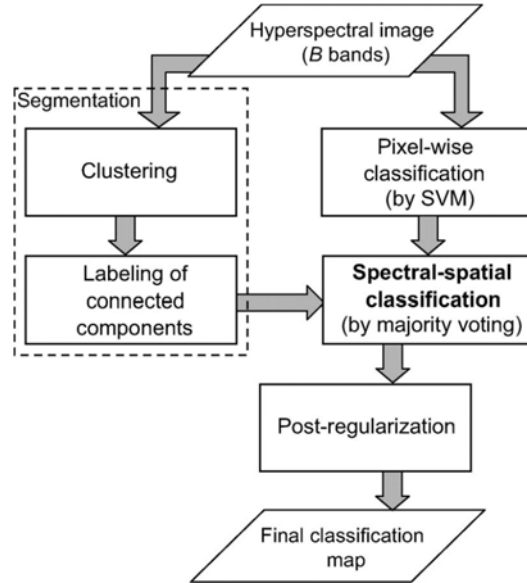 Hyperspectral image
(B bands)
Segmentation
Clustering
Pixel-wise
classification
(by SVM)
Labeling of
connected
components
Spectral-spatial
classification
(by majority voting)
Post-regularization
Final classification
map